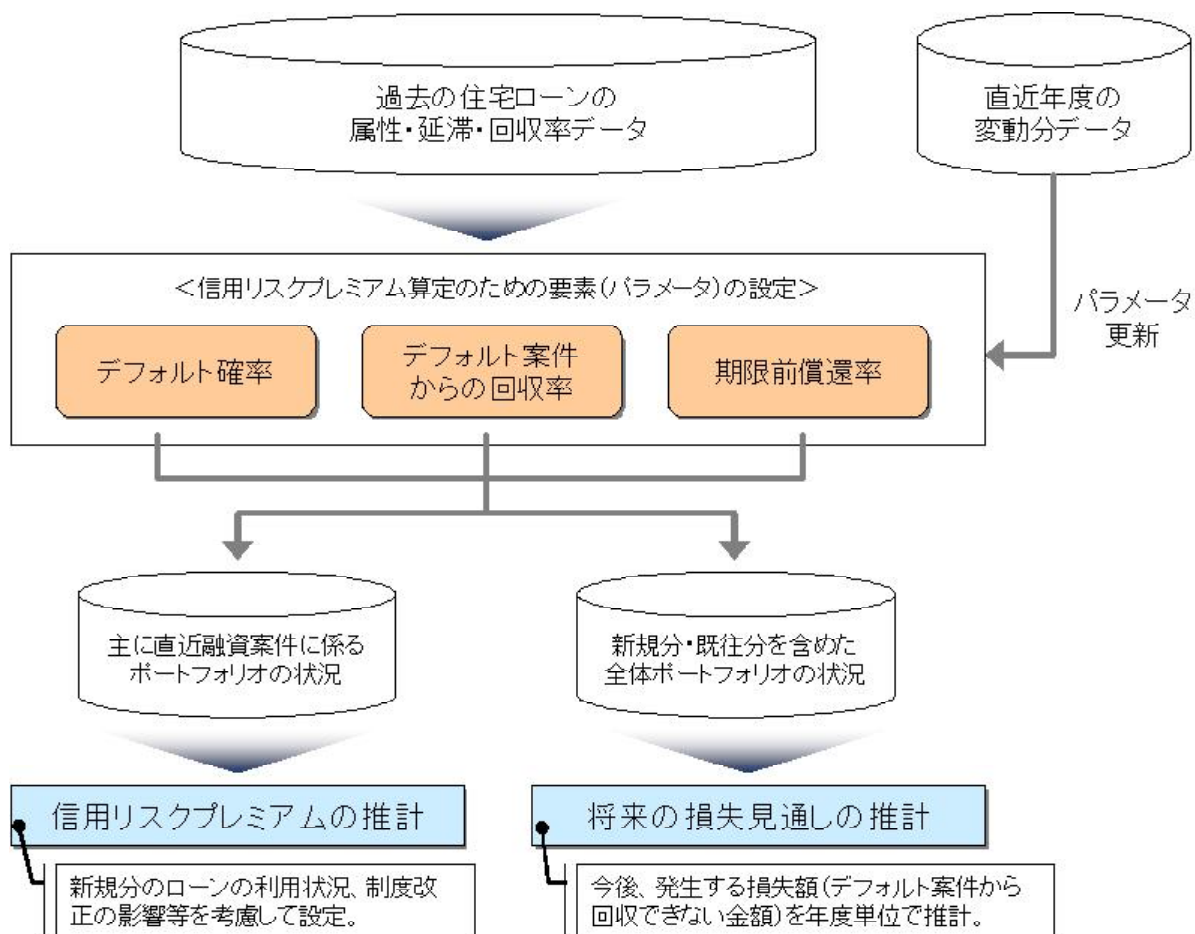 過去の住宅ローンの
属性・延滞・回収率データ
直近年度の
変動分データ
＜信用リスクプレミアム算定のための要素(パラメータ)の設定＞
パラメータ
更新
デフォルト確率
デフォルト案件
からの回収率
期限前償還率
主に直近融資案件に係る
ポートフォリオの状況
新規分・既往分を含めた
全体ポートフォリオの状況
信用リスクプレミアムの推計
将来の損失見通しの推計
新規分のローンの利用状況、制度改
正の影響等を考慮して設定。
今後、発生する損失額(デフォルト案件から
回収できない金額)を年度単位で推計。